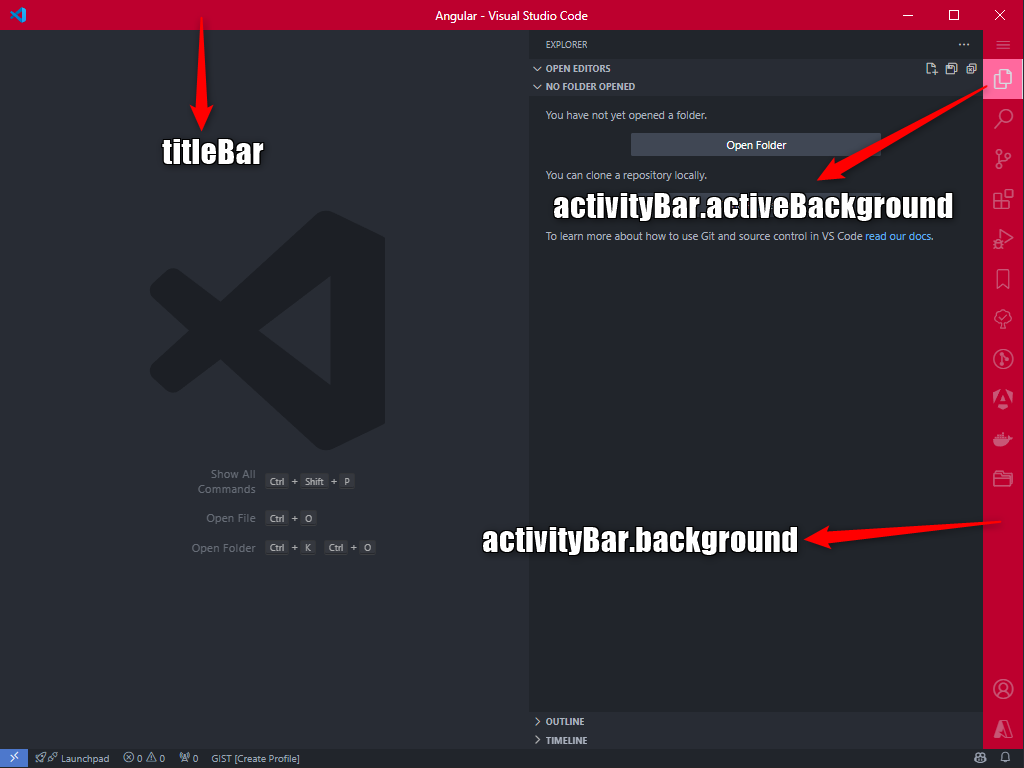 Angular - Visual Studio Code
EXPLORER
OPEN EDITORS
NO FOLDER OPENED
You have not yet opened a folder.
Open Folder
You can clone a repository locally.
titleBar
activityBar.activeBackground
To learn more about how to use Git and source control in VS Code read our docs.
Show All Commands Ctrl + Shift + P
Open File Ctrl + O
Open Folder Ctrl + K Ctrl + O
activityBar.background
OUTLINE
TIMELINE
Launchpad 0 0 0 GIST [Create Profile]